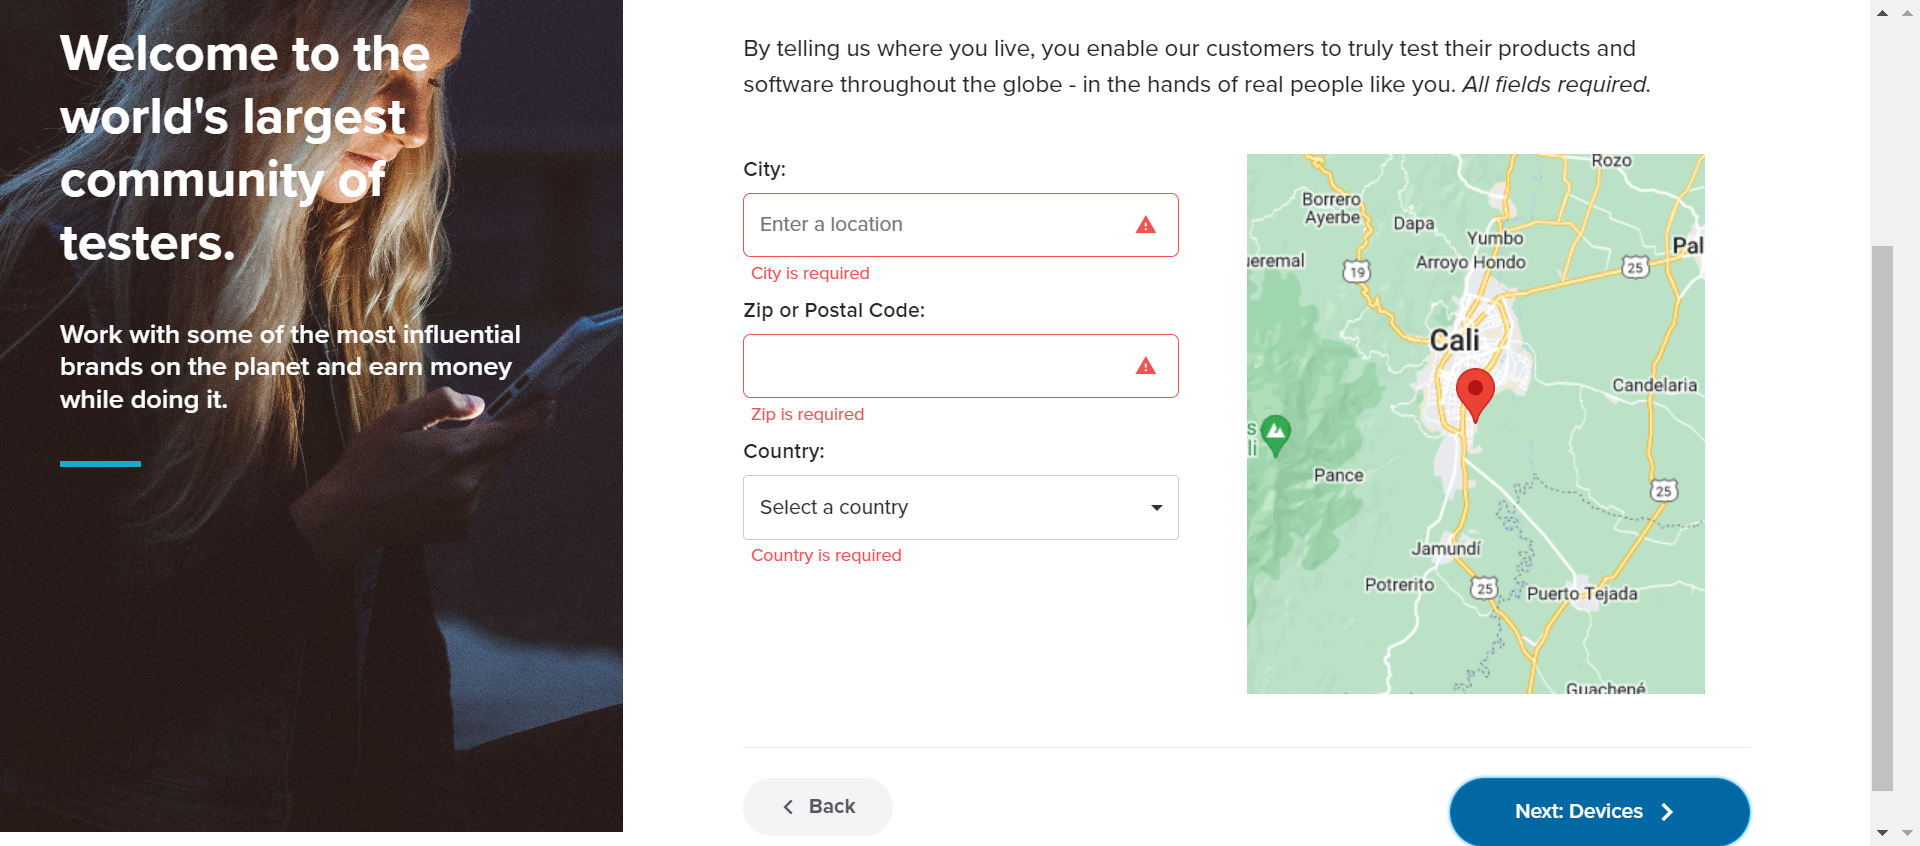 Welcome to the
world's largest
community of
testers.
Work with some of the most influential
brands on the planet and earn money
while doing it.
By telling us where you live, you enable our customers to truly test their products and
software throughout the globe - in the hands of real people like you. All fields required.
City:
Enter a location
City is required
Zip or Postal Code:
Zip is required
Country:
Select a country
Country is required
Rozo
Borrero
Ayerbe
Dapa
Yumbo
Pal
Arroyo Hondo
eremal
25
19
Cali
Candelaria
s
li
Pance
25
Jamundí
Potrerito
25
Puerto Tejada
Guachené
Back
Next: Devices